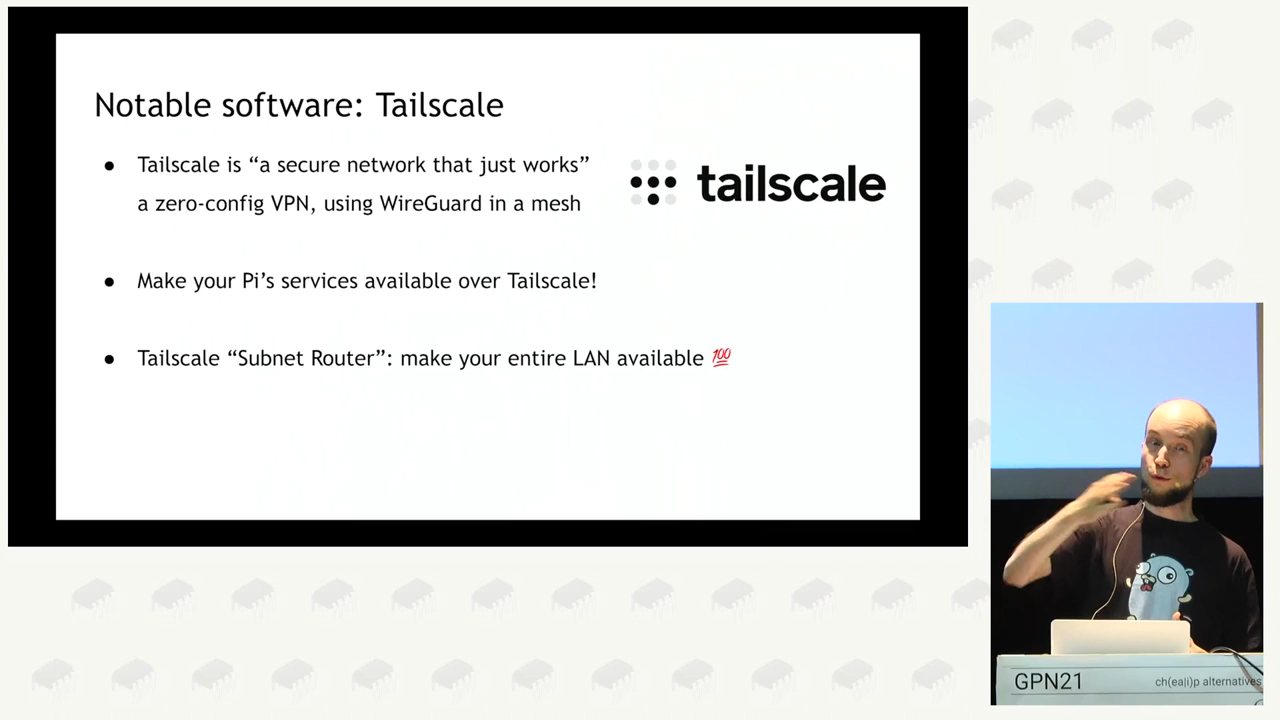 Notable software: Tailscale
● Tailscale is “a secure network that just works”
a zero-config VPN, using WireGuard in a mesh
● Make your Pi’s services available over Tailscale!
● Tailscale “Subnet Router”: make your entire LAN available 💯
tailscale
GPN21
ch(ea|i)p alternatives